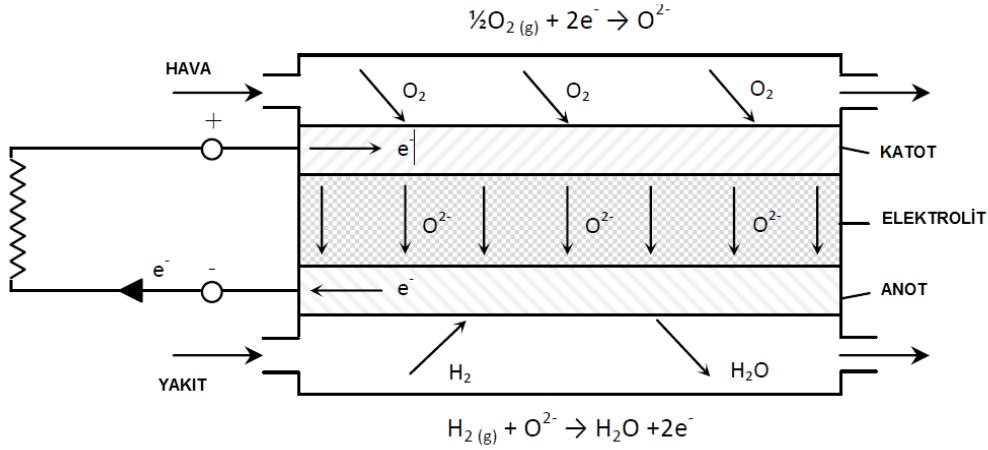 ½O₂ (g) + 2e⁻ → O²⁻
HAVA
O₂ O₂ O₂
+
e⁻
KATOT
O²⁻ O²⁻ O²⁻
ELEKTROLİT
e⁻ -
e⁻
ANOT
H₂ H₂O
YAKIT
H₂ (g) + O²⁻ → H₂O +2e⁻